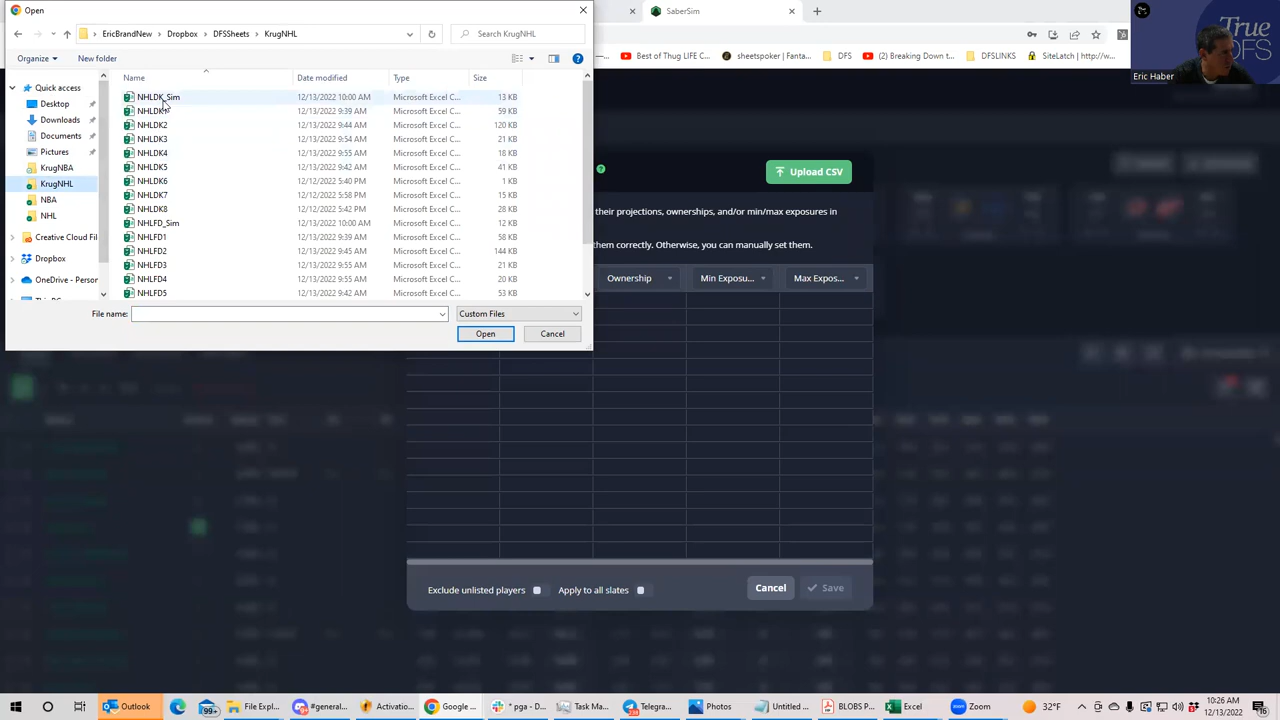 Open
SaberSim
EricBrandNew > Dropbox > DFSSheets > KrugNHL
Search KrugNHL
Best of Thug LIFE C...
sheetspoker | Fanta...
DFS
(2) Breaking Down T...
DFSLINKS
SiteLatch | http://w...
True
DFS
Eric Haber
Organize
New folder
Name
Date modified
Type
Size
Quick access
Desktop
Downloads
Documents
Pictures
KrugNBA
KrugNHL
NBA
NHL
Creative Cloud Fil
Dropbox
OneDrive - Person
NHLDK_Sim 12/13/2022 10:00 AM Microsoft Excel C... 13 KB
NHLDK1 12/13/2022 9:39 AM Microsoft Excel C... 59 KB
NHLDK2 12/13/2022 9:44 AM Microsoft Excel C... 120 KB
NHLDK3 12/13/2022 9:54 AM Microsoft Excel C... 21 KB
NHLDK4 12/13/2022 9:55 AM Microsoft Excel C... 18 KB
NHLDK5 12/13/2022 9:42 AM Microsoft Excel C... 41 KB
NHLDK6 12/12/2022 5:40 PM Microsoft Excel C... 1 KB
NHLDK7 12/12/2022 5:58 PM Microsoft Excel C... 15 KB
NHLDK8 12/12/2022 5:42 PM Microsoft Excel C... 28 KB
NHLFD_Sim 12/13/2022 10:00 AM Microsoft Excel C... 12 KB
NHLFD1 12/13/2022 9:39 AM Microsoft Excel C... 58 KB
NHLFD2 12/13/2022 9:45 AM Microsoft Excel C... 144 KB
NHLFD3 12/13/2022 9:55 AM Microsoft Excel C... 21 KB
NHLFD4 12/13/2022 9:55 AM Microsoft Excel C... 20 KB
NHLFD5 12/13/2022 9:42 AM Microsoft Excel C... 53 KB
File name:
Custom Files
Open
Cancel
Upload CSV
their projections, ownerships, and/or min/max exposures in
them correctly. Otherwise, you can manually set them.
Ownership
Min Exposu...
Max Expos...
Exclude unlisted players
Apply to all slates
Cancel
Save
Outlook
99+
File Expl...
#general...
Activation...
Google ...
* pga - D...
Task Man...
Telegra...
Photos
Untitled ...
BLOBS P...
Excel
Zoom
32°F
10:26 AM
12/13/2022
16